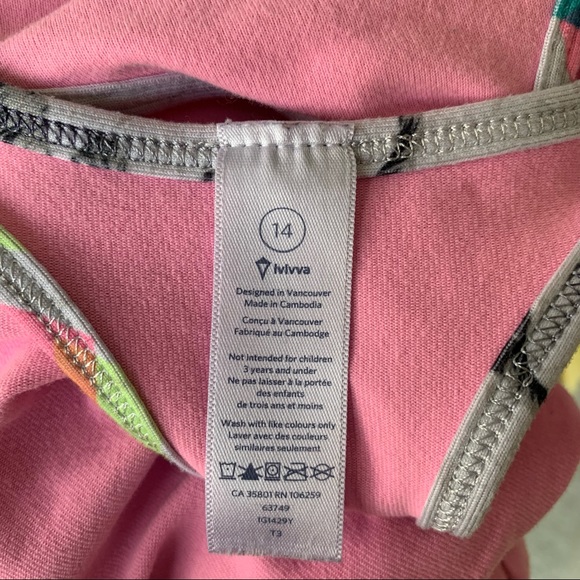 14
ivivva
Designed in Vancouver
Made in Cambodia
Conçu à Vancouver
Fabriqué au Cambodge
Not intended for children
3 years and under
Ne pas laisser à la portée
des enfants
de trois ans et moins
Wash with like colours only
Laver avec des couleurs
similaires seulement
CA 35801 RN 106259
63749
1G1429Y
T3